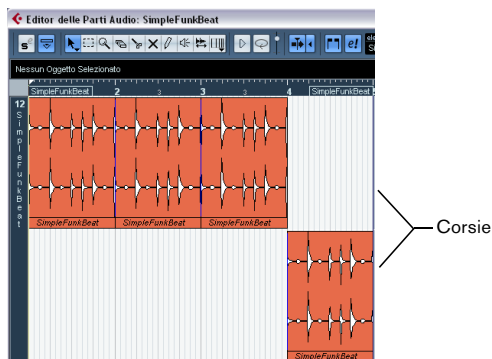 Editor delle Parti Audio: SimpleFunkBeat
Nessun Oggetto Selezionato
SimpleFunkBeat 2 3 3 3 4 SimpleFunkBeat
12
SimpleFunkBeat
SimpleFunkBeat SimpleFunkBeat SimpleFunkBeat
Corsie
SimpleFunkBeat